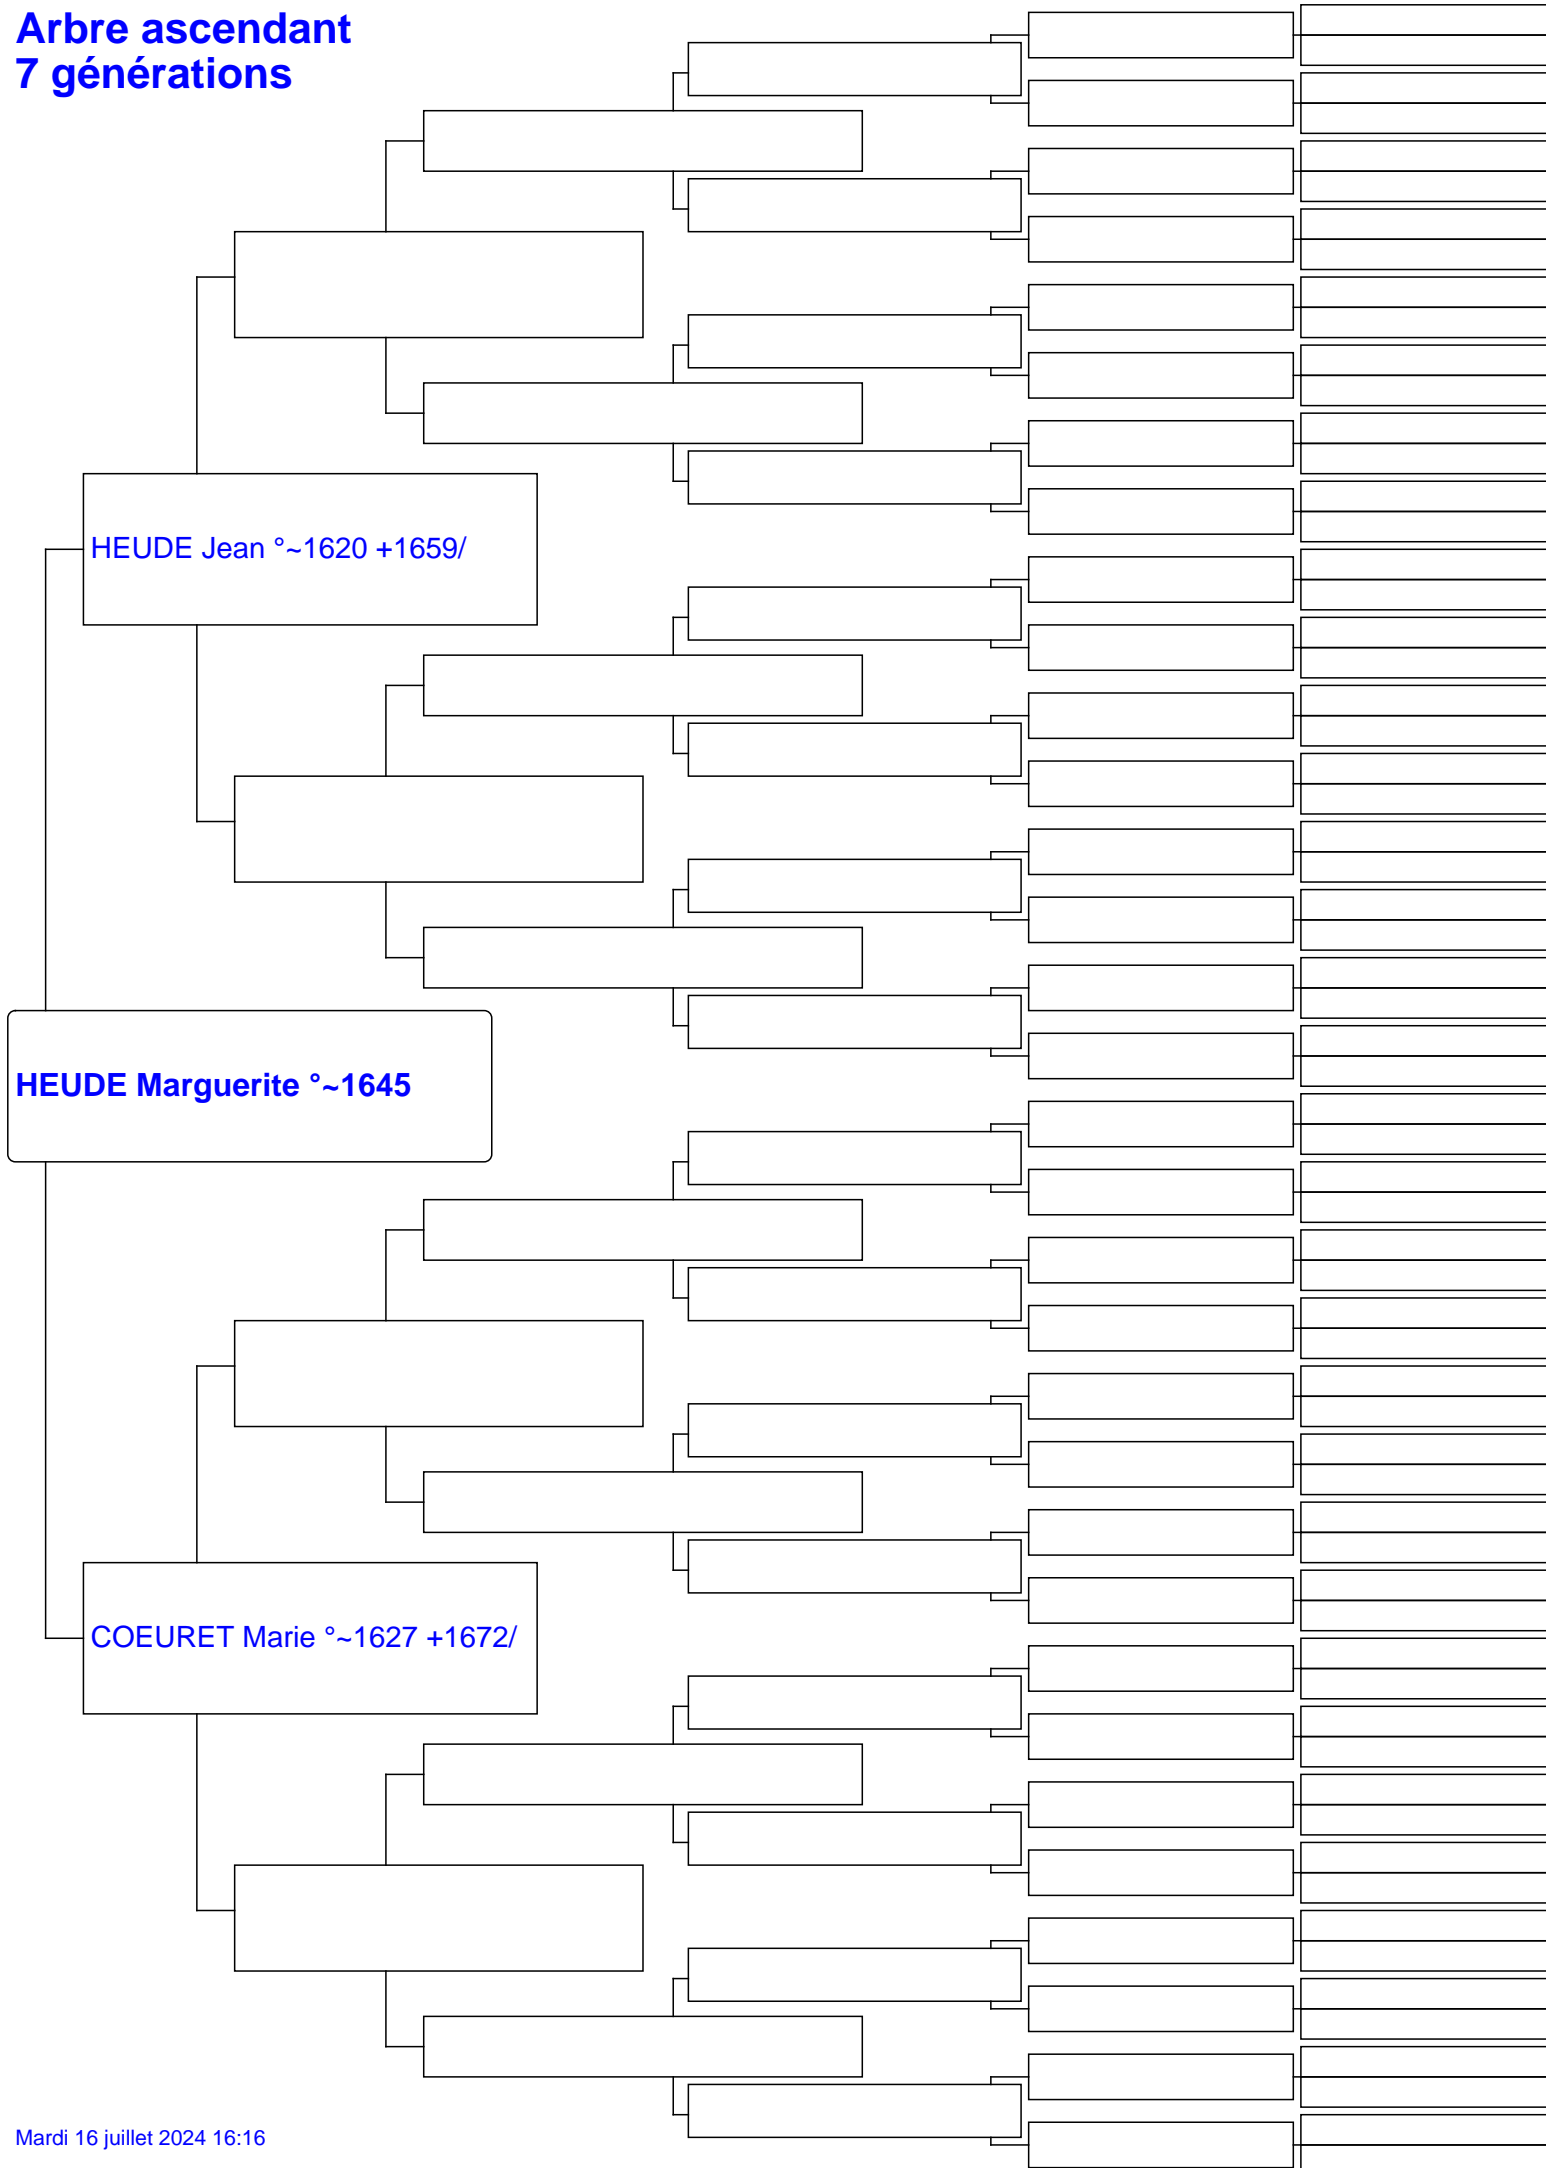 Arbre ascendant
7 générations
HEUDE Jean °~1620 +1659/
HEUDE Marguerite °~1645
COEURET Marie °~1627 +1672/
Mardi 16 juillet 2024 16:16